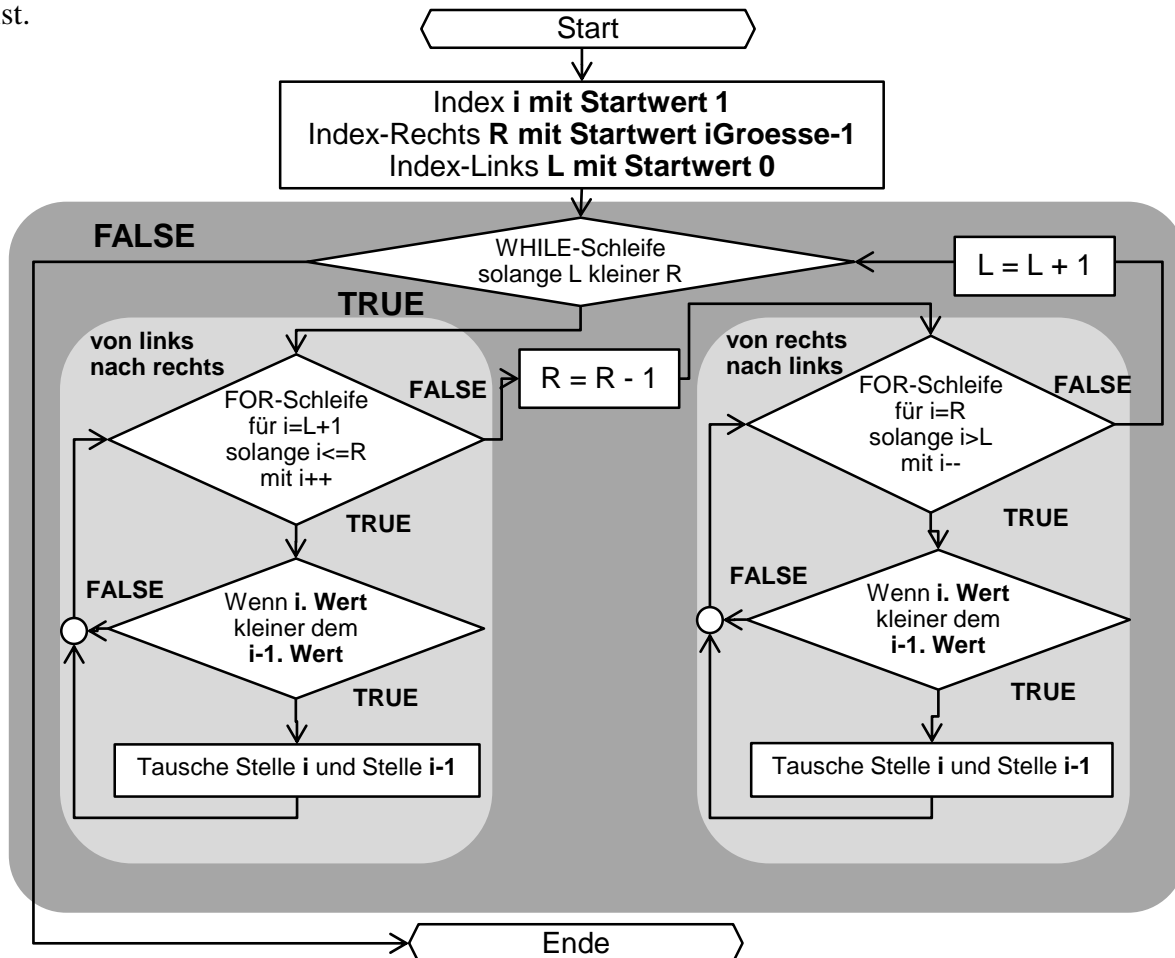 st.
Start
Index i mit Startwert 1
Index-Rechts R mit Startwert iGroesse-1
Index-Links L mit Startwert 0
FALSE
WHILE-Schleife
solange L kleiner R
L = L + 1
TRUE
von links
nach rechts
FOR-Schleife
für i=L+1
solange i<=R
mit i++
FALSE
R = R - 1
TRUE
FALSE
Wenn i. Wert
kleiner dem
i-1. Wert
TRUE
Tausche Stelle i und Stelle i-1
von rechts
nach links
FOR-Schleife
für i=R
solange i>L
mit i--
FALSE
TRUE
FALSE
Wenn i. Wert
kleiner dem
i-1. Wert
TRUE
Tausche Stelle i und Stelle i-1
Ende